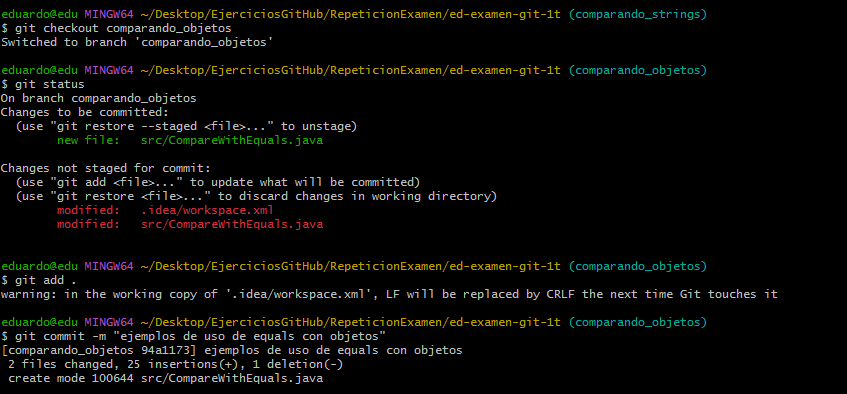 eduardo@edu MINGW64 ~/Desktop/EjerciciosGitHub/RepeticionExamen/ed-examen-git-1t (comparando_strings)
$ git checkout comparando_objetos
Switched to branch 'comparando_objetos'
eduardo@edu MINGW64 ~/Desktop/EjerciciosGitHub/RepeticionExamen/ed-examen-git-1t (comparando_objetos)
$ git status
On branch comparando_objetos
Changes to be committed:
  (use "git restore --staged <file>..." to unstage)
        new file:   src/CompareWithEquals.java
Changes not staged for commit:
  (use "git add <file>..." to update what will be committed)
  (use "git restore <file>..." to discard changes in working directory)
        modified:   .idea/workspace.xml
        modified:   src/CompareWithEquals.java
eduardo@edu MINGW64 ~/Desktop/EjerciciosGitHub/RepeticionExamen/ed-examen-git-1t (comparando_objetos)
$ git add .
warning: in the working copy of '.idea/workspace.xml', LF will be replaced by CRLF the next time Git touches it
eduardo@edu MINGW64 ~/Desktop/EjerciciosGitHub/RepeticionExamen/ed-examen-git-1t (comparando_objetos)
$ git commit -m "ejemplos de uso de equals con objetos"
[comparando_objetos 94a1173] ejemplos de uso de equals con objetos
 2 files changed, 25 insertions(+), 1 deletion(-)
 create mode 100644 src/CompareWithEquals.java